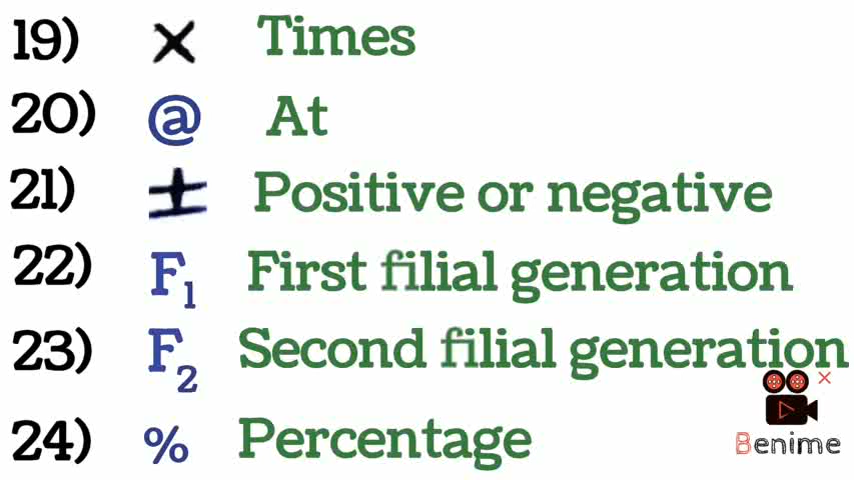 19) × Times
20) @ At
21) ± Positive or negative
22) F₁ First filial generation
23) F₂ Second filial generation
24) % Percentage
Benime